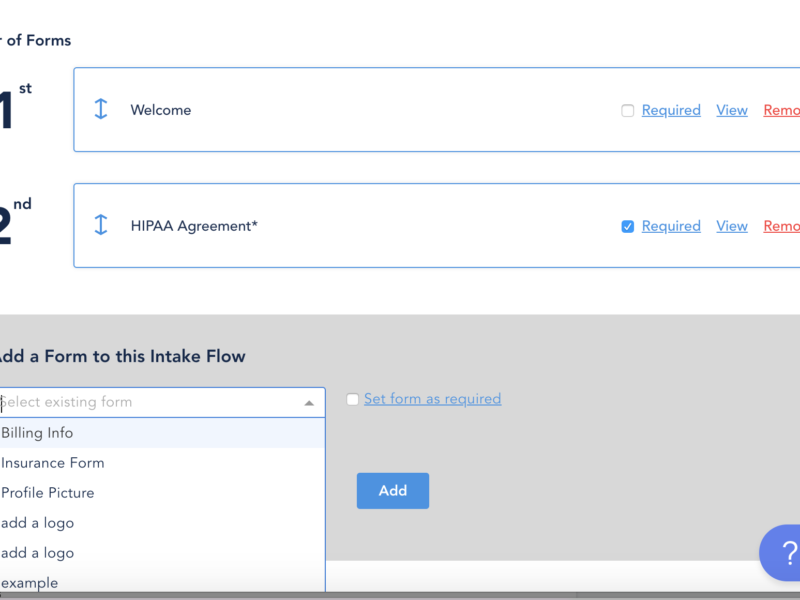 r of Forms
1st
Welcome
Required View Remo
2nd
HIPAA Agreement*
Required View Remo
Add a Form to this Intake Flow
Select existing form
Set form as required
Billing Info
Insurance Form
Profile Picture
Add
add a logo
add a logo
?
example